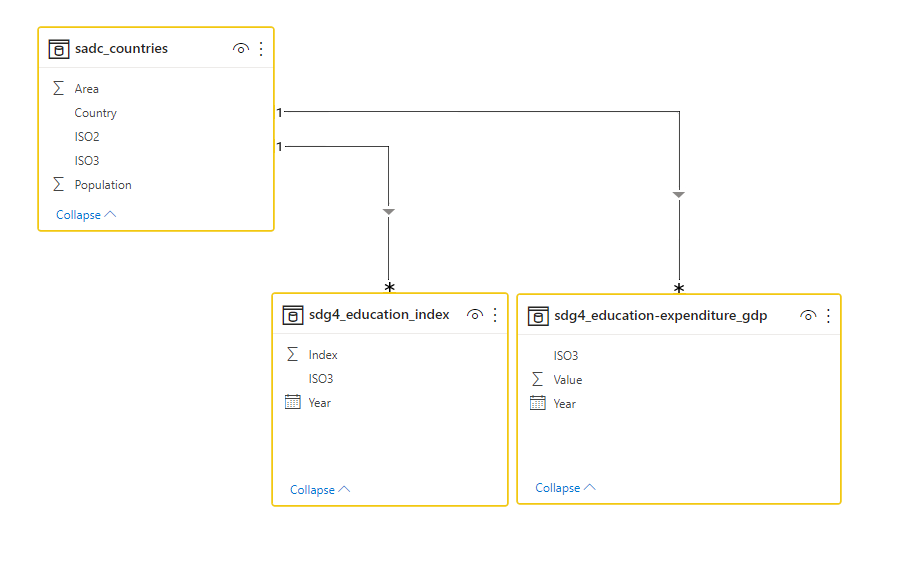 sadc_countries
Area
Country
ISO2
ISO3
Population
Collapse
1
1
*
*
sdg4_education_index
Index
ISO3
Year
Collapse
sdg4_education-expenditure_gdp
ISO3
Value
Year
Collapse